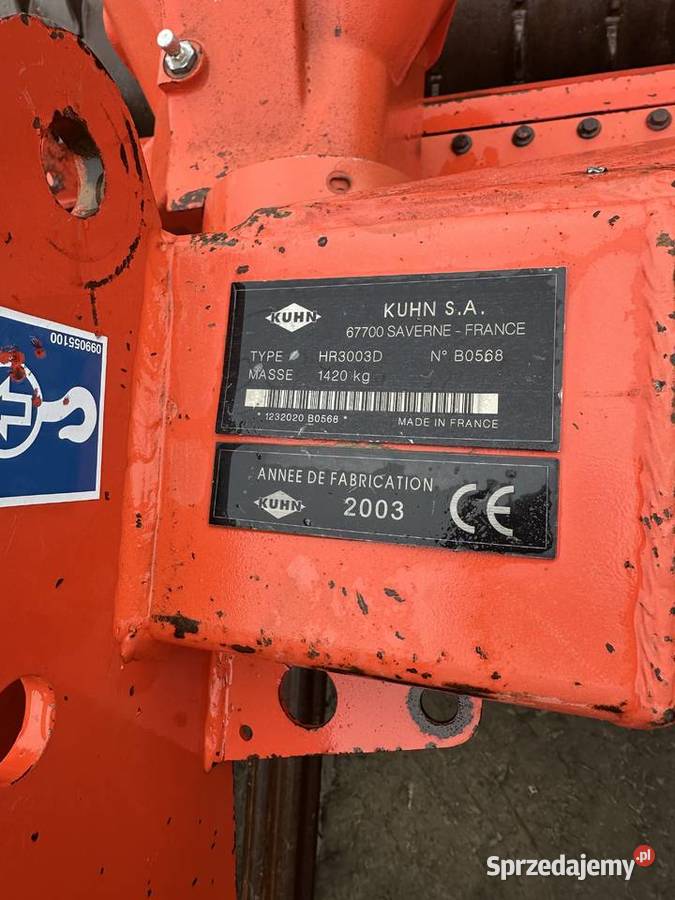 KUHN
KUHN S.A.
67700 SAVERNE - FRANCE
TYPE HR3003D N° B0568
MASSE 1420 kg
* 1232020 B0568 * MADE IN FRANCE
ANNEE DE FABRICATION
KUHN 2003 CE
099055100
Sprzedajemy.pl